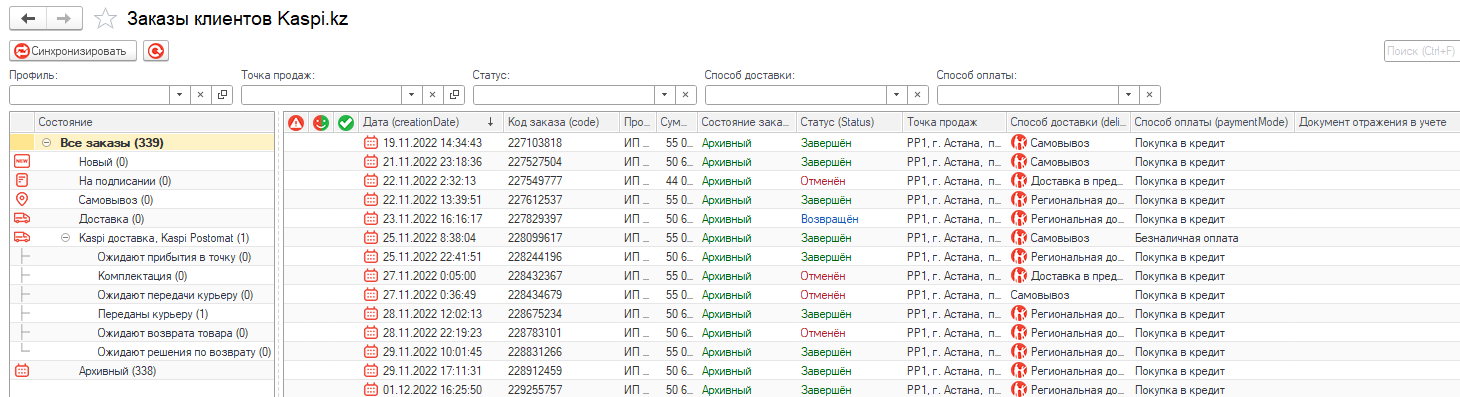 Заказы клиентов Kaspi.kz
Синхронизировать
Поиск (Ctrl+F)
Профиль: Точка продаж: Статус: Способ доставки: Способ оплаты:
Состояние
Все заказы (339)
NEW Новый (0)
На подписании (0)
Самовывоз (0)
Доставка (0)
Kaspi доставка, Kaspi Postomat (1)
Ожидают прибытия в точку (0)
Комплектация (0)
Ожидают передачи курьеру (0)
Переданы курьеру (1)
Ожидают возврата товара (0)
Ожидают решения по возврату (0)
Архивный (338)
Дата (creationDate) ↓ Код заказа (code) Про... Сум... Состояние зака... Статус (Status) Точка продаж Способ доставки (deli... Способ оплаты (paymentMode) Документ отражения в учете
19.11.2022 14:34:43 227103818 ИП ... 55 0... Архивный Завершён PP1, г. Астана, п... Самовывоз Покупка в кредит
21.11.2022 23:18:36 227527504 ИП ... 50 6... Архивный Завершён PP1, г. Астана, п... Самовывоз Покупка в кредит
22.11.2022 2:32:13 227549777 ИП ... 44 0... Архивный Отменён PP1, г. Астана, п... Доставка в пред... Покупка в кредит
22.11.2022 13:39:51 227612537 ИП ... 55 0... Архивный Завершён PP1, г. Астана, п... Региональная до... Покупка в кредит
23.11.2022 16:16:17 227829397 ИП ... 50 6... Архивный Возвращён PP1, г. Астана, п... Региональная до... Покупка в кредит
25.11.2022 8:38:04 228099617 ИП ... 50 6... Архивный Завершён PP1, г. Астана, п... Самовывоз Безналичная оплата
25.11.2022 22:41:51 228244196 ИП ... 50 6... Архивный Завершён PP1, г. Астана, п... Региональная до... Покупка в кредит
27.11.2022 0:05:00 228432367 ИП ... 55 0... Архивный Отменён PP1, г. Астана, п... Доставка в пред... Покупка в кредит
27.11.2022 0:36:49 228434679 ИП ... 55 0... Архивный Отменён PP1, г. Астана, п... Самовывоз Покупка в кредит
28.11.2022 12:02:13 228675234 ИП ... 50 6... Архивный Завершён PP1, г. Астана, п... Региональная до... Покупка в кредит
28.11.2022 22:19:23 228783101 ИП ... 50 6... Архивный Отменён PP1, г. Астана, п... Региональная до... Покупка в кредит
29.11.2022 10:01:45 228831266 ИП ... 55 0... Архивный Завершён PP1, г. Астана, п... Региональная до... Покупка в кредит
29.11.2022 17:11:31 228912459 ИП ... 50 6... Архивный Завершён PP1, г. Астана, п... Региональная до... Покупка в кредит
01.12.2022 16:25:50 229255757 ИП ... 50 6... Архивный Завершён PP1, г. Астана, п... Региональная до... Покупка в кредит